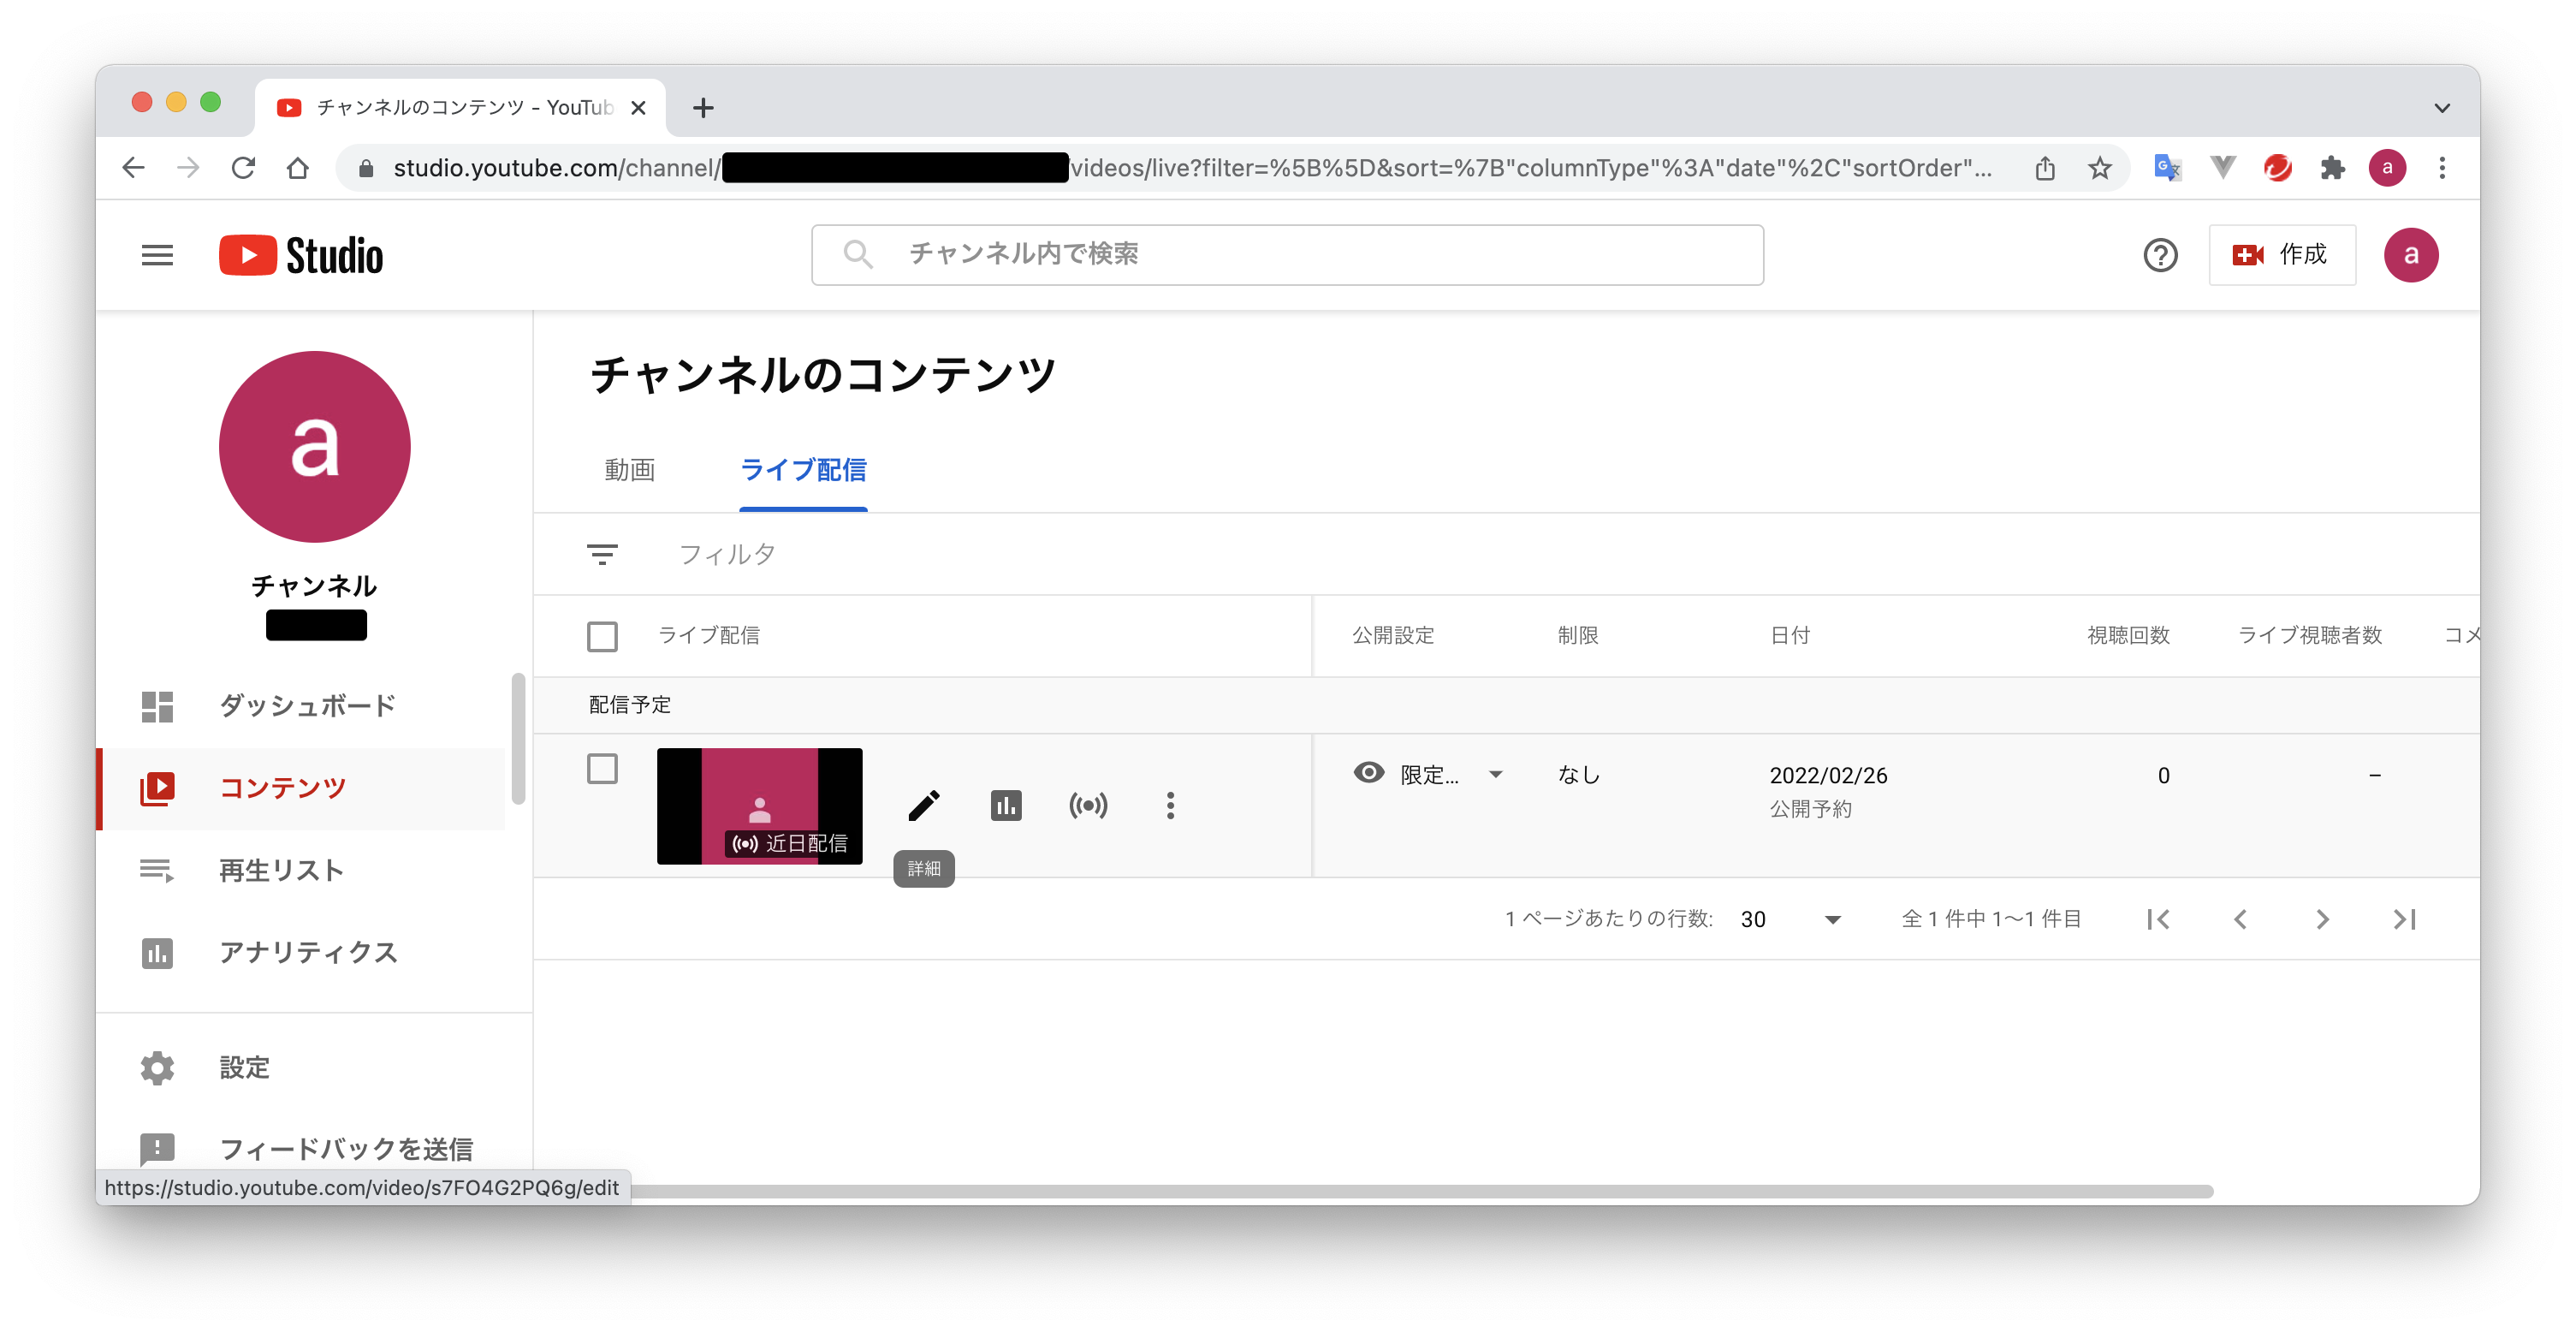 チャンネルのコンテンツ - YouTub
studio.youtube.com/channel/
/videos/live?filter=%5B%5D&sort=%7B"columnType"%3A"date"%2C"sortOrder"...
a
Studio
チャンネル内で検索
作成
a
a
チャンネル
ダッシュボード
コンテンツ
再生リスト
アナリティクス
設定
フィードバックを送信
https://studio.youtube.com/video/s7FO4G2PQ6g/edit
チャンネルのコンテンツ
動画 ライブ配信
フィルタ
ライブ配信 公開設定 制限 日付 視聴回数 ライブ視聴者数 コメ
配信予定
近日配信
詳細
限定... なし 2022/02/26 0 –
公開予約
1 ページあたりの行数: 30 全 1 件中 1～1 件目